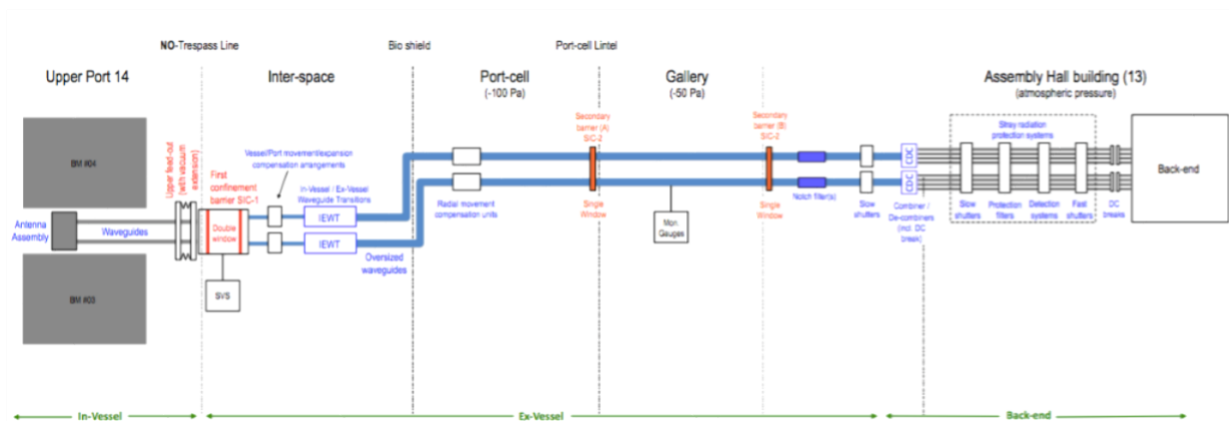 NO-Trespass Line
Bio shield
Port-cell Lintel
Upper Port 14
Inter-space
Port-cell
(-100 Pa)
Gallery
(-50 Pa)
Assembly Hall building (13)
(atmospheric pressure)
BM #04
Upper feed-out
(with vacuum
extension)
First
confinement
barrier SIC-1
Vessel/Port movement/expansion
compensation arrangements
In-Vessel / Ex-Vessel
Waveguide Transitions
Secondary
barrier (A)
SIC-2
Secondary
barrier (B)
SIC-2
Stray radiation
protection systems
Antenna
Assembly
Waveguides
Double
window
IEWT
IEWT
Oversized
waveguides
Radial movement
compensation units
Single
Window
Mon.
Gauges
Single
Window
Notch filter(s)
Slow
shutters
CDC
CDC
Combiner /
De-combiners
(incl. DC
break)
Slow
shutters
Protection
filters
Detection
systems
Fast
shutters
DC
breaks
Back-end
SVS
BM #03
In-Vessel
Ex-Vessel
Back-end